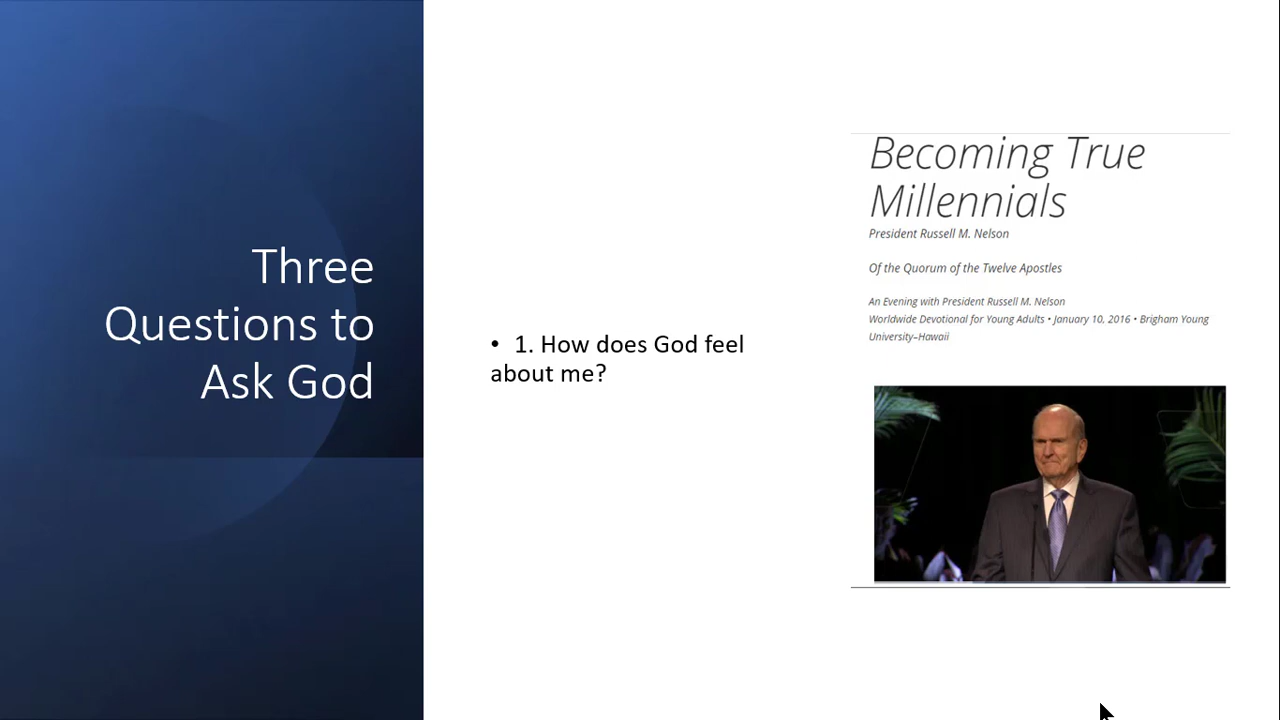 Three
Questions to
Ask God
• 1. How does God feel
about me?
Becoming True
Millennials
President Russell M. Nelson
Of the Quorum of the Twelve Apostles
An Evening with President Russell M. Nelson
Worldwide Devotional for Young Adults • January 10, 2016 • Brigham Young
University–Hawaii